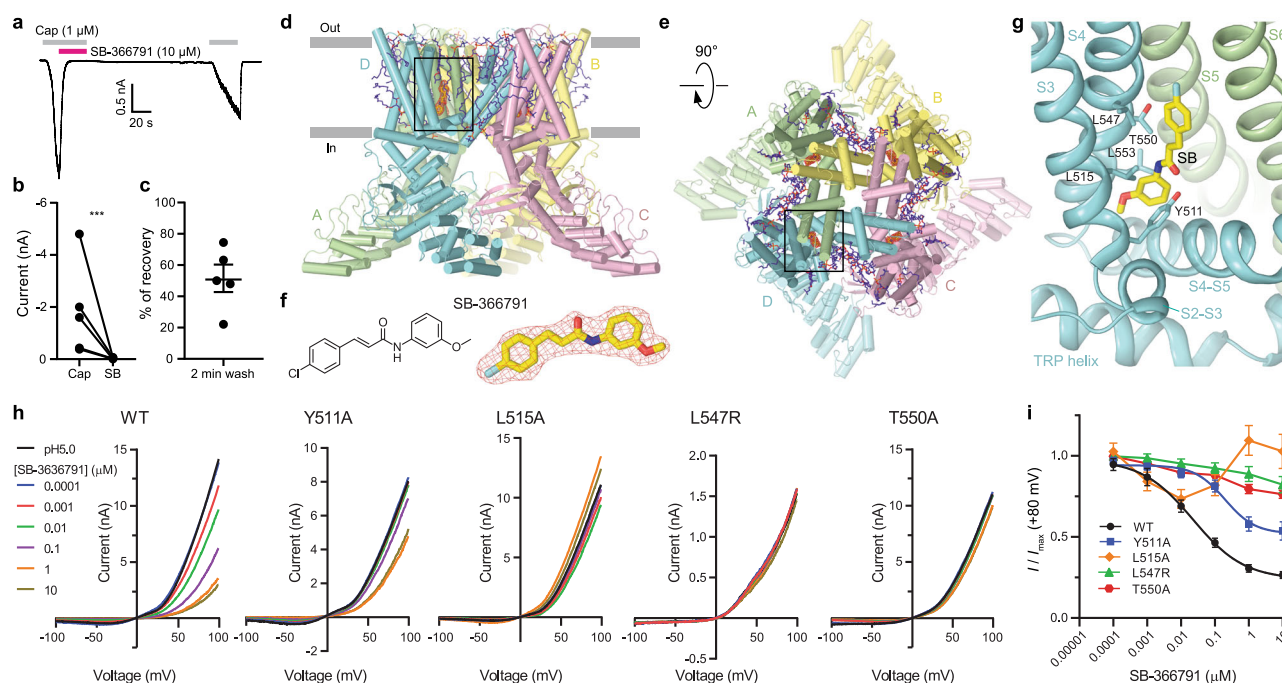 a
Cap (1 µM)
SB-366791 (10 µM)
0.5 nA
20 s
b
Current (nA)
-6
-4
-2
0
***
Cap
SB
c
% of recovery
100
80
60
40
20
0
2 min wash
d
Out
In
D
B
A
C
e
90°
A
B
D
C
f
SB-366791
Cl
O
N
H
O
g
S4
S3
S5
S6
L547
T550
L553
SB
L515
Y511
S4-S5
S2-S3
TRP helix
h
WT
Y511A
L515A
L547R
T550A
pH5.0
[SB-3636791] (µM)
0.0001
0.001
0.01
0.1
1
10
Current (nA)
15
10
5
-100
-50
50
100
Voltage (mV)
Current (nA)
10
8
6
4
2
-2
-100
-50
50
100
Voltage (mV)
Current (nA)
15
10
5
-100
-50
50
100
Voltage (mV)
Current (nA)
2.0
1.5
1.0
0.5
-0.5
-100
-50
50
100
Voltage (mV)
Current (nA)
15
10
5
-100
-50
50
100
Voltage (mV)
i
I / Imax (+80 mV)
1.0
0.5
0.0
WT
Y511A
L515A
L547R
T550A
0.00001
0.0001
0.001
0.01
0.1
1
SB-366791 (µM)